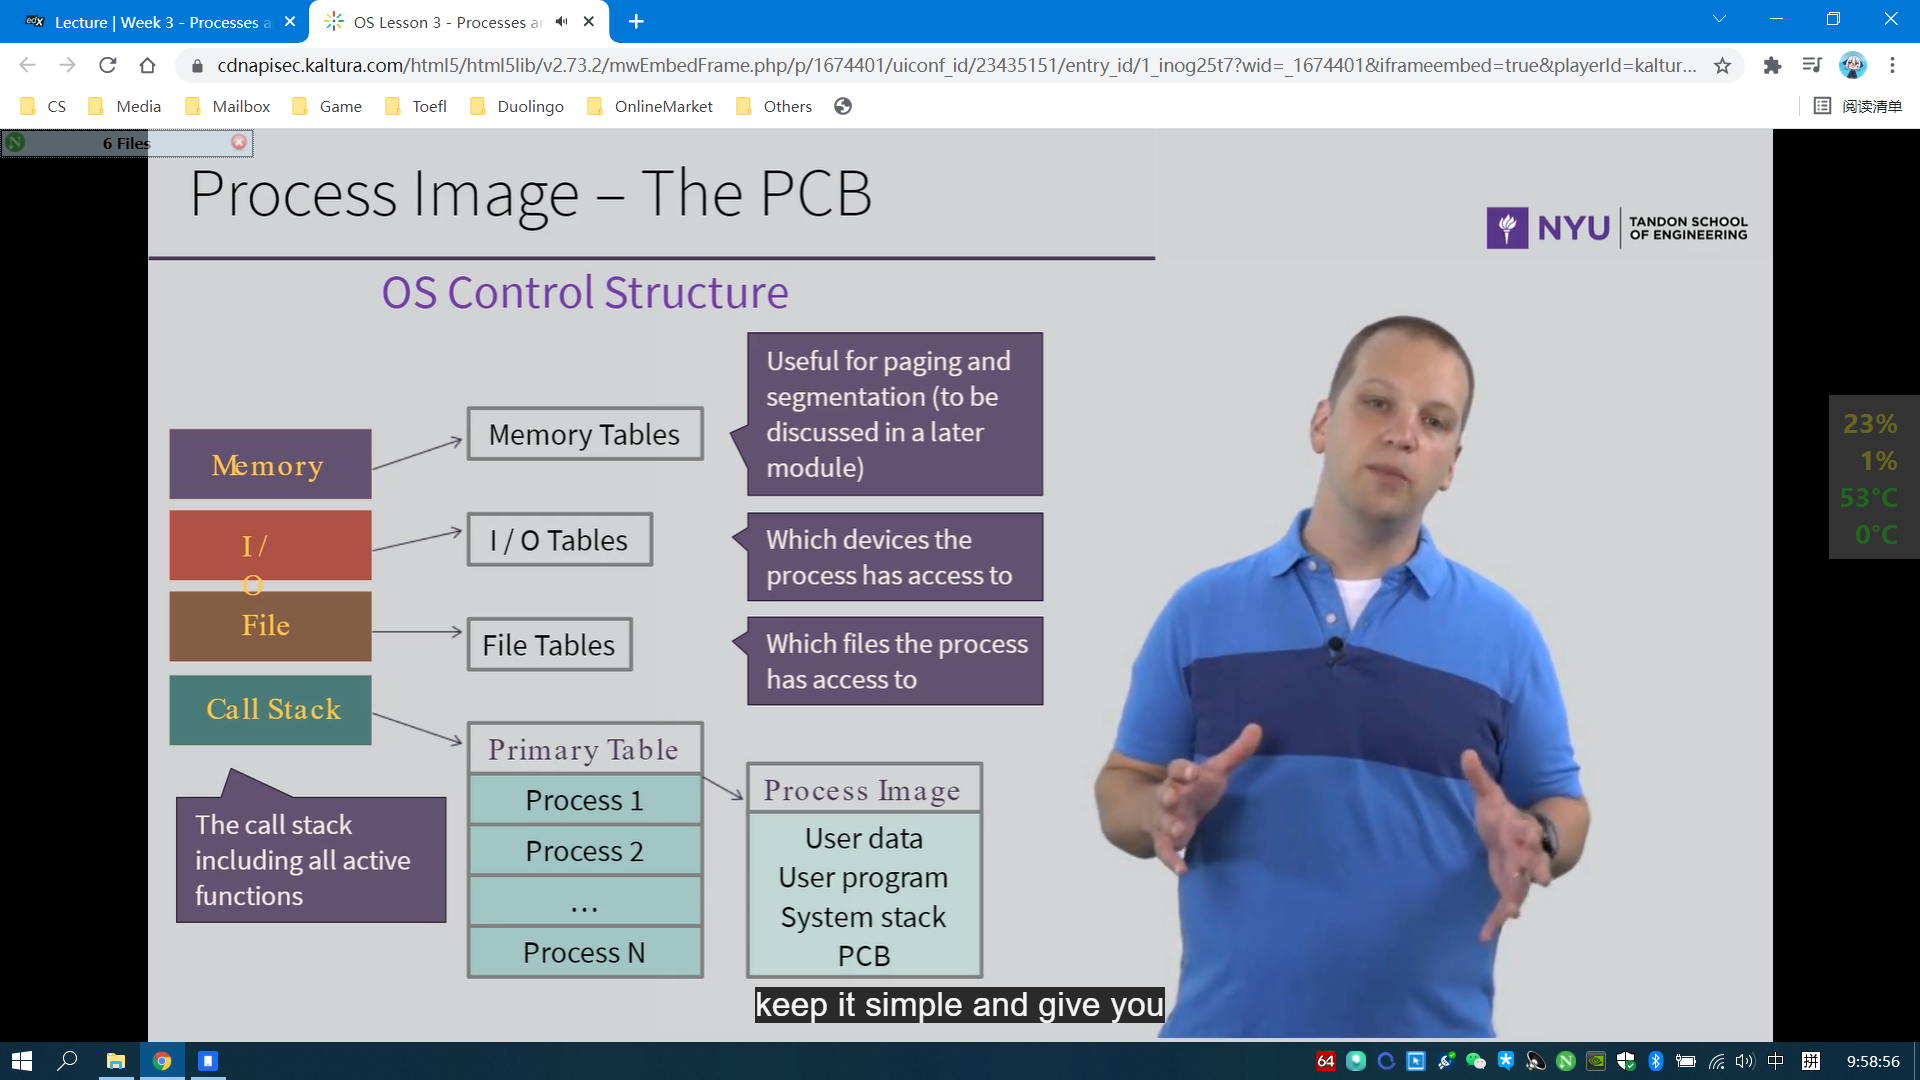 edX
Lecture | Week 3 - Processes a
OS Lesson 3 - Processes a
cdnapisec.kaltura.com/html5/html5lib/v2.73.2/mwEmbedFrame.php/p/1674401/uiconf_id/23435151/entry_id/1_inog25t7?wid=_1674401&iframeembed=true&playerId=kaltur...
CS
Media
Mailbox
Game
Toefl
Duolingo
OnlineMarket
Others
阅读清单
N
6 Files
Process Image – The PCB
NYU
TANDON SCHOOL
OF ENGINEERING
OS Control Structure
Memory
I /
O
File
Call Stack
The call stack
including all active
functions
Memory Tables
I / O Tables
File Tables
Primary Table
Process 1
Process 2
...
Process N
Useful for paging and
segmentation (to be
discussed in a later
module)
Which devices the
process has access to
Which files the process
has access to
Process Image
User data
User program
System stack
PCB
23%
1%
53°C
0°C
keep it simple and give you
64
N
中
拼
9:58:56